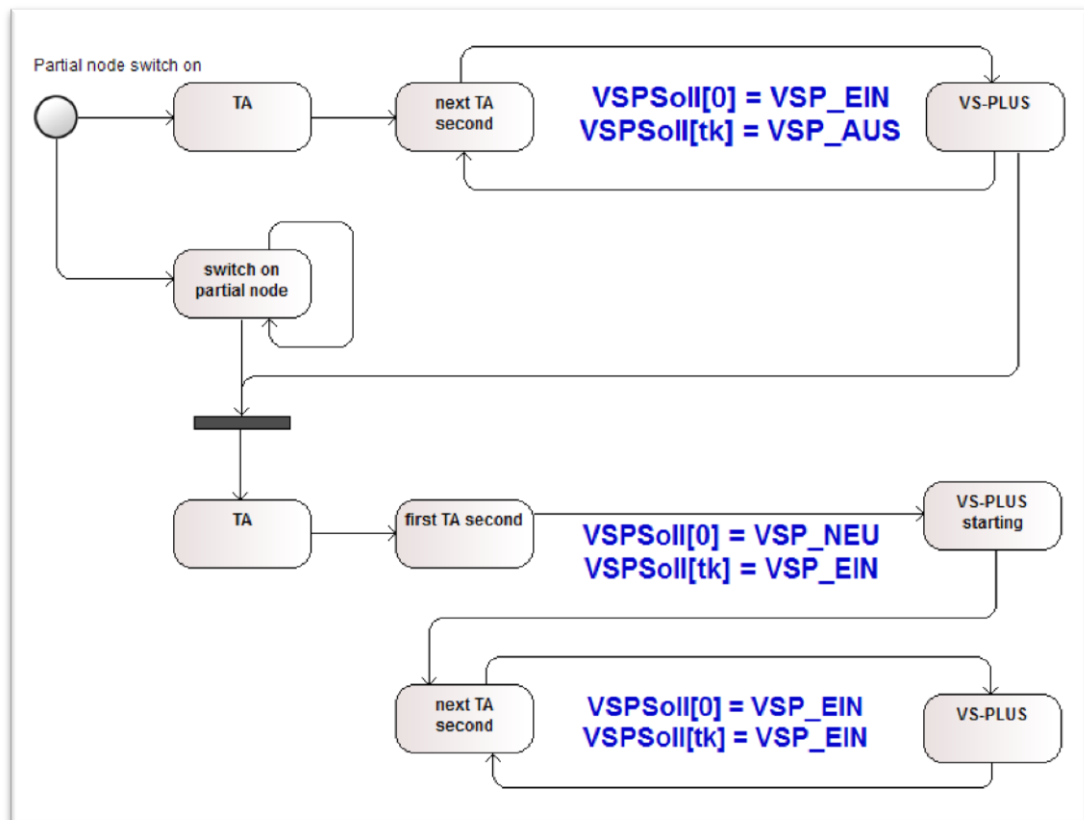 Partial node switch on
TA
next TA
second
VSPSoll[0] = VSP_EIN
VSPSoll[tk] = VSP_AUS
VS-PLUS
switch on
partial node
TA
first TA second
VSPSoll[0] = VSP_NEU
VSPSoll[tk] = VSP_EIN
VS-PLUS
starting
next TA
second
VSPSoll[0] = VSP_EIN
VSPSoll[tk] = VSP_EIN
VS-PLUS